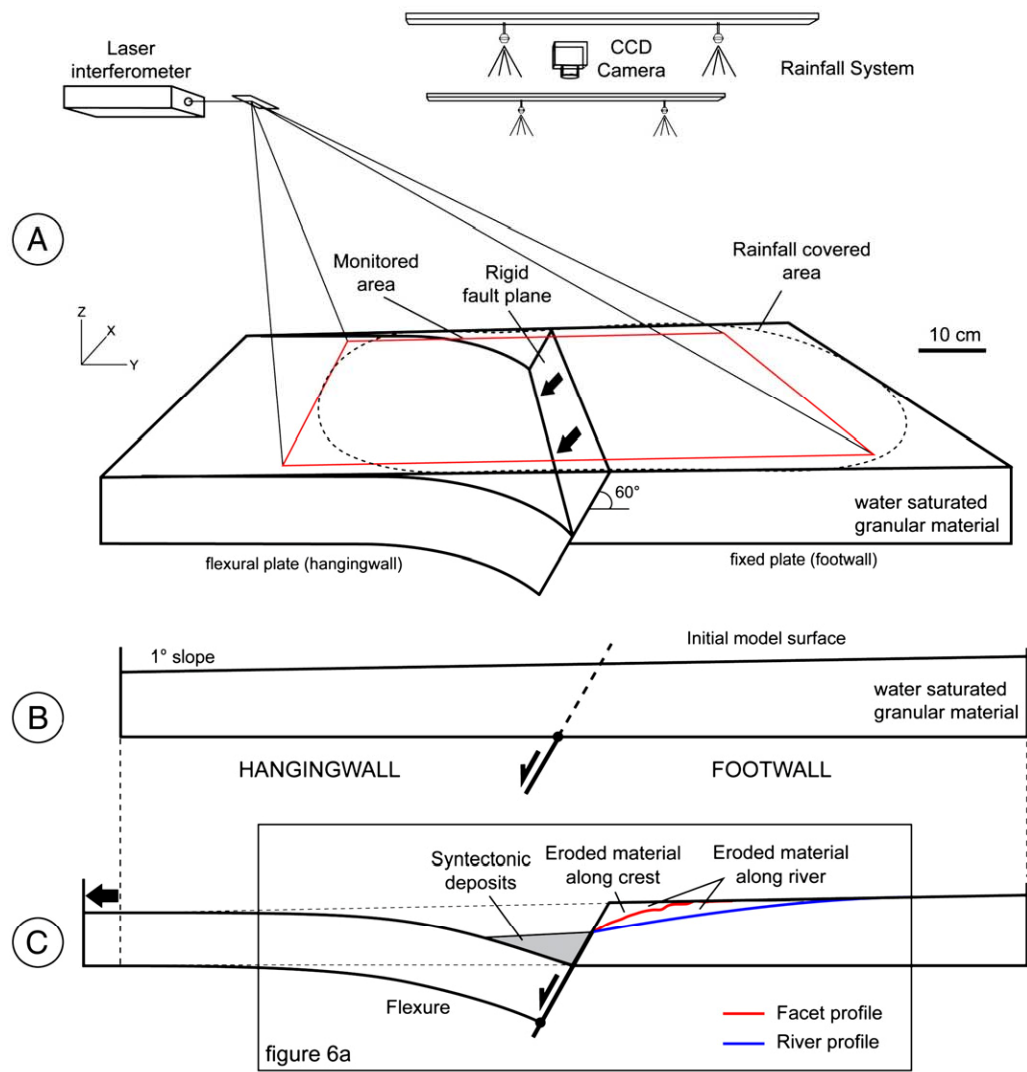 Laser
interferometer
CCD
Camera
Rainfall System
A
Monitored
area
Rigid
fault plane
Rainfall covered
area
Z
X
Y
10 cm
60°
water saturated
granular material
flexural plate (hangingwall)
fixed plate (footwall)
B
1° slope
Initial model surface
water saturated
granular material
HANGINGWALL
FOOTWALL
C
Syntectonic
deposits
Eroded material
along crest
Eroded material
along river
Flexure
Facet profile
River profile
figure 6a